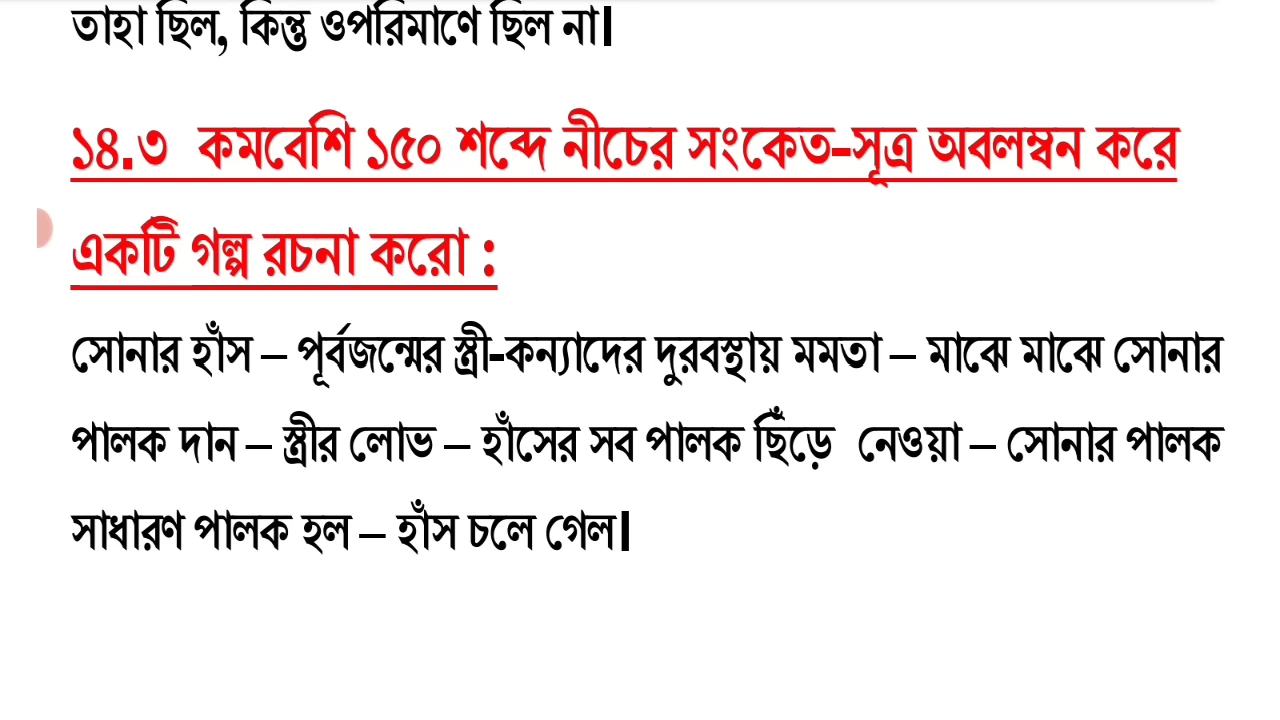 তাহা ছিল, কিন্তু ওপরিমাণে ছিল না।
১৪.৩ কমবেশি ১৫০ শব্দে নীচের সংকেত-সূত্র অবলম্বন করে
একটি গল্প রচনা করো :
সোনার হাঁস – পূর্বজন্মের স্ত্রী-কন্যাদের দুরবস্থায় মমতা – মাঝে মাঝে সোনার
পালক দান – স্ত্রীর লোভ – হাঁসের সব পালক ছিঁড়ে নেওয়া – সোনার পালক
সাধারণ পালক হল – হাঁস চলে গেল।